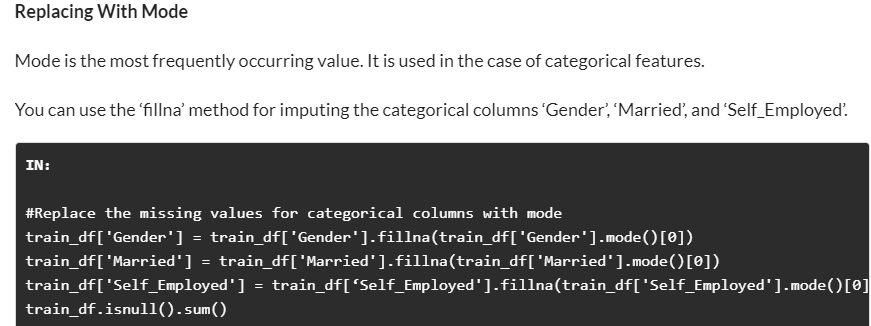 Replacing With Mode
Mode is the most frequently occurring value. It is used in the case of categorical features.
You can use the ‘fillna’ method for imputing the categorical columns ‘Gender’, ‘Married’, and ‘Self_Employed’.
IN:
#Replace the missing values for categorical columns with mode
train_df['Gender'] = train_df['Gender'].fillna(train_df['Gender'].mode()[0])
train_df['Married'] = train_df['Married'].fillna(train_df['Married'].mode()[0])
train_df['Self_Employed'] = train_df[‘Self_Employed'].fillna(train_df['Self_Employed'].mode()[0]
train_df.isnull().sum()